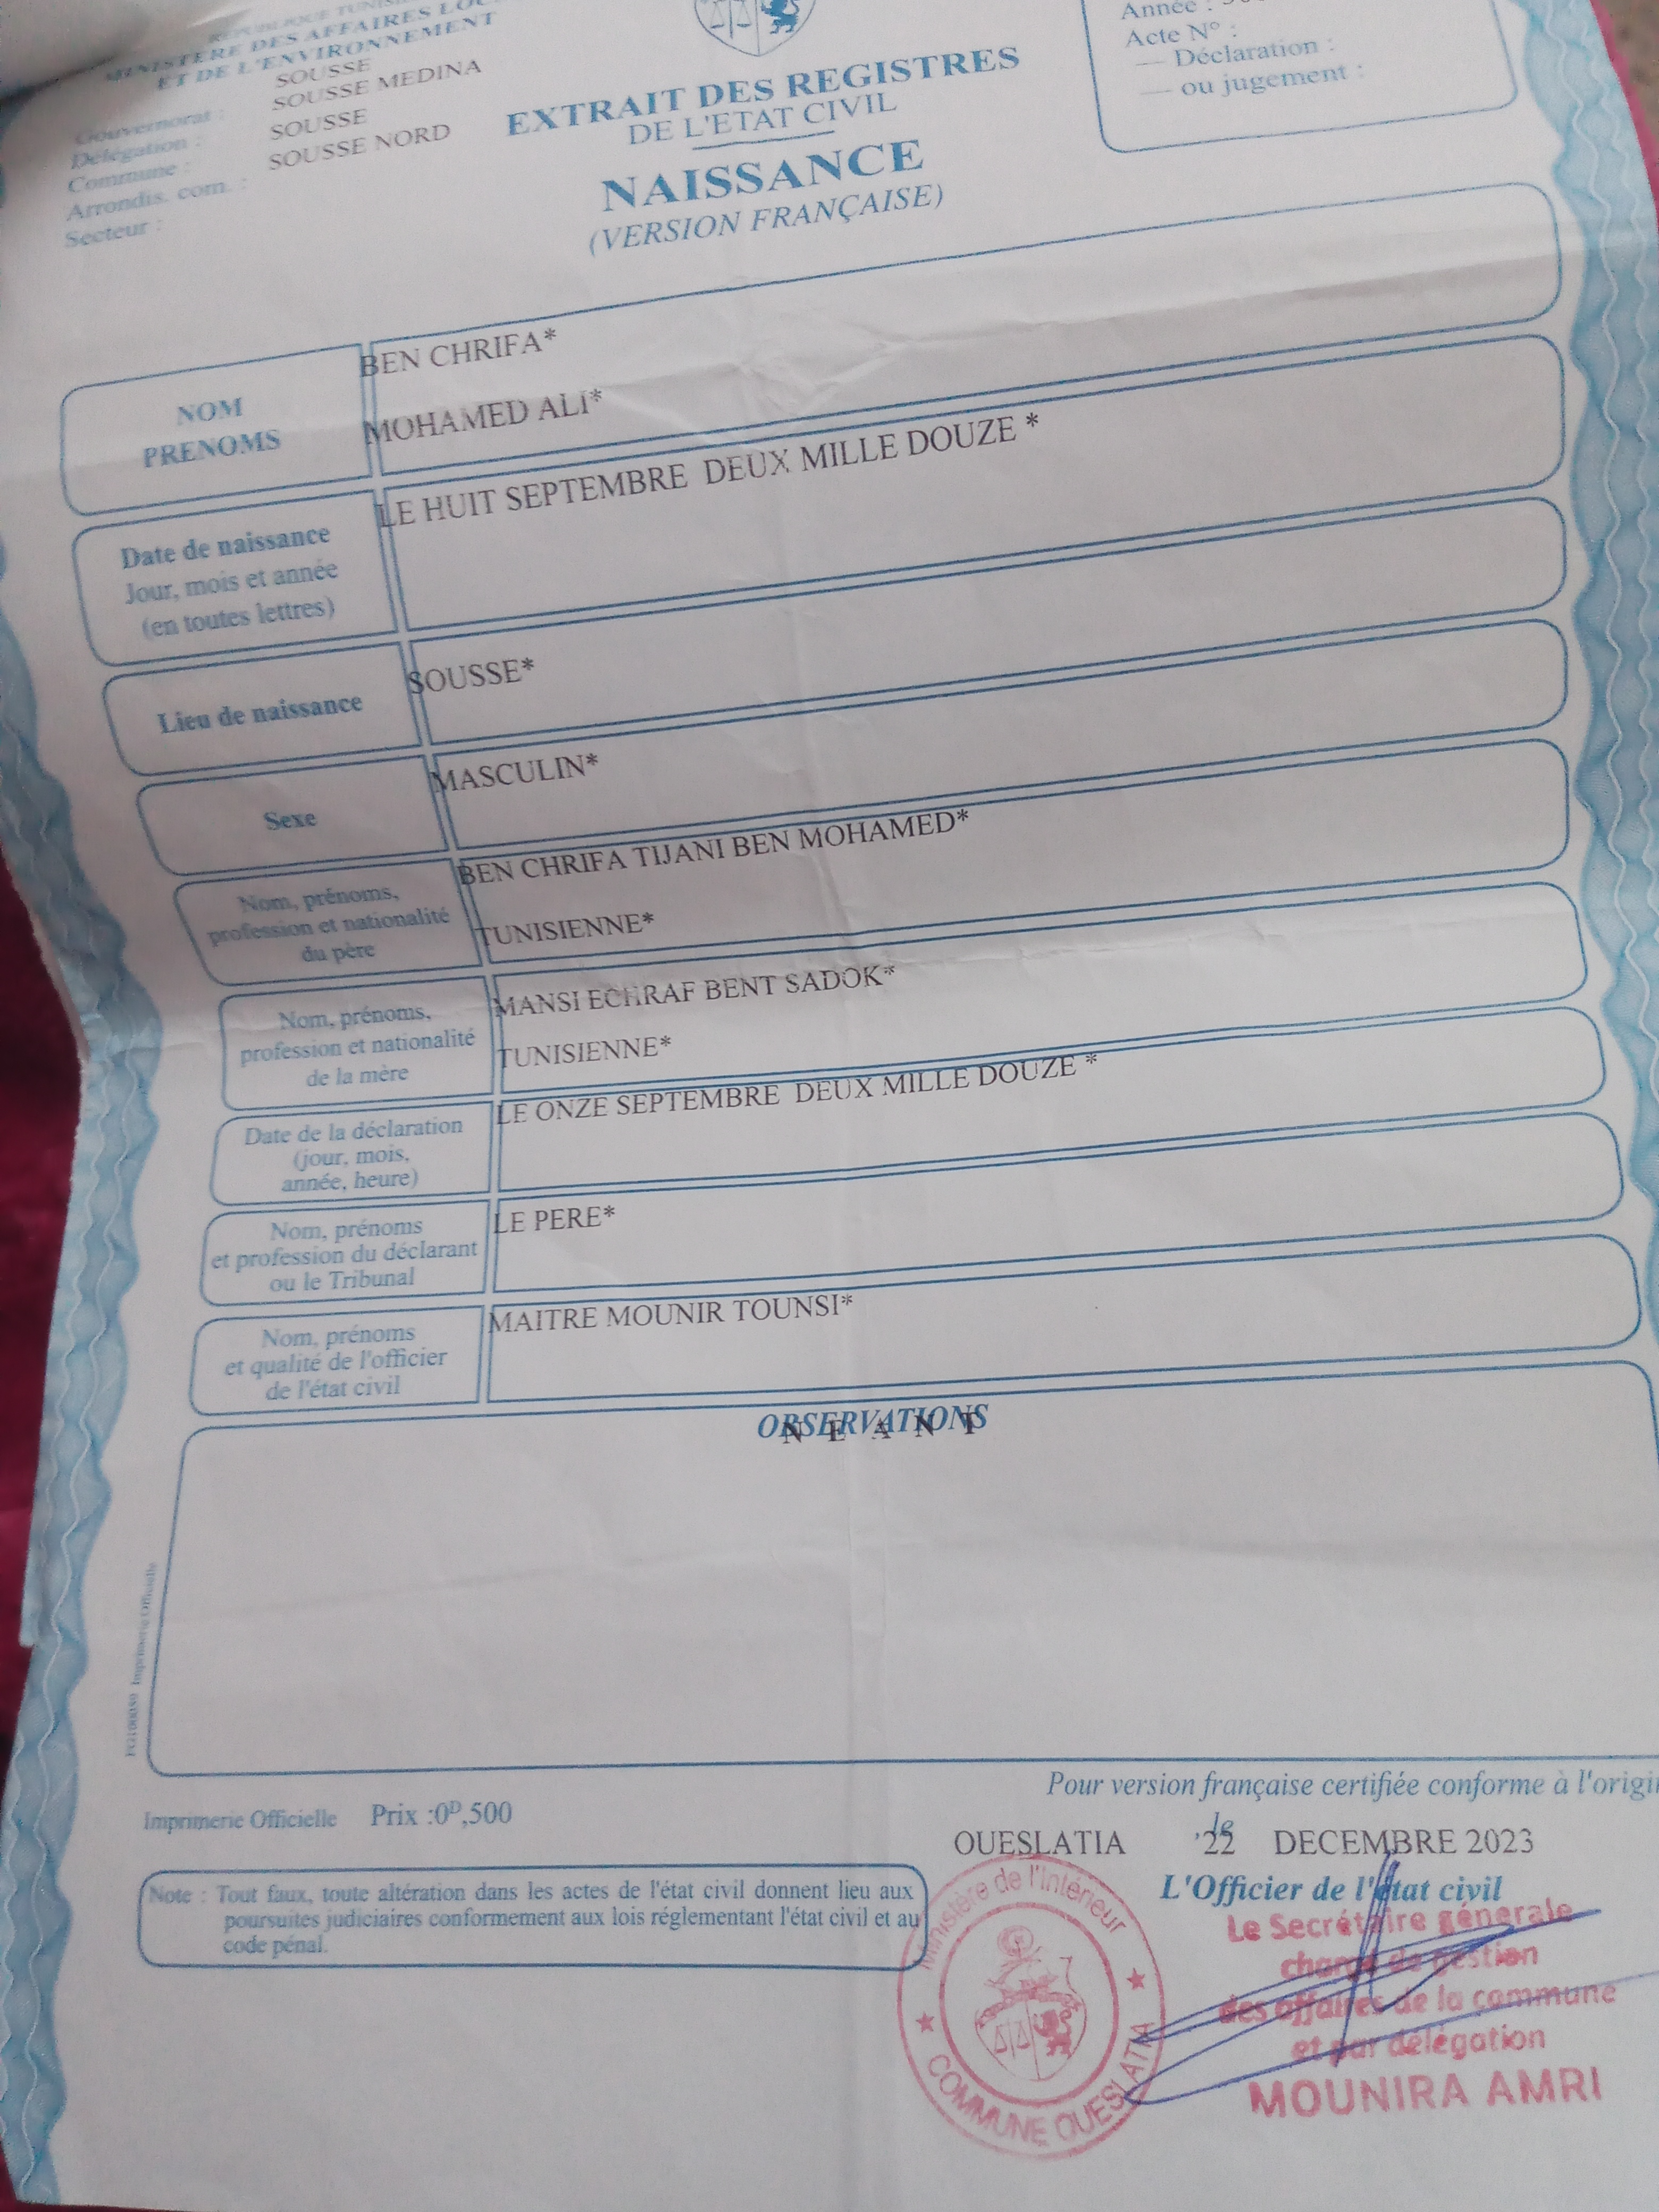 RÉPUBLIQUE
MINISTERE DES AFFAIRES
ET DE L'ENVIRONNEMENT
Gouvernorat : SOUSSE
Délégation : SOUSSE MEDINA
Commune : SOUSSE
Arrondis. com. : SOUSSE NORD
Secteur :
EXTRAIT DES REGISTRES
DE L'ETAT CIVIL
NAISSANCE
(VERSION FRANÇAISE)
Année :
Acte N° :
— Déclaration :
— ou jugement :
NOM
PRENOMS
BEN CHRIFA*
MOHAMED ALI*
Date de naissance
Jour, mois et année
(en toutes lettres)
LE HUIT SEPTEMBRE DEUX MILLE DOUZE *
Lieu de naissance
SOUSSE*
Sexe
MASCULIN*
Nom, prénoms,
profession et nationalité
du père
BEN CHRIFA TIJANI BEN MOHAMED*
TUNISIENNE*
Nom, prénoms,
profession et nationalité
de la mère
MANSI ECHRAF BENT SADOK*
TUNISIENNE*
Date de la déclaration
(jour, mois,
année, heure)
LE ONZE SEPTEMBRE DEUX MILLE DOUZE *
Nom, prénoms
et profession du déclarant
ou le Tribunal
LE PERE*
Nom, prénoms
et qualité de l'officier
de l'état civil
MAITRE MOUNIR TOUNSI*
OBSERVATIONS
N E A N T
Imprimerie Officielle
Pour version française certifiée conforme à l'origi
Imprimerie Officielle Prix :0ᴰ,500
OUESLATIA le 22 DECEMBRE 2023
L'Officier de l'état civil
Note : Tout faux, toute altération dans les actes de l'état civil donnent lieu aux
poursuites judiciaires conformement aux lois réglementant l'état civil et au
code pénal.
Ministère de l'Intérieur
COMMUNE OUESLATIA
Le Secrétaire génerale
chargé de gestion
des affaires de la commune
et par délégation
MOUNIRA AMRI